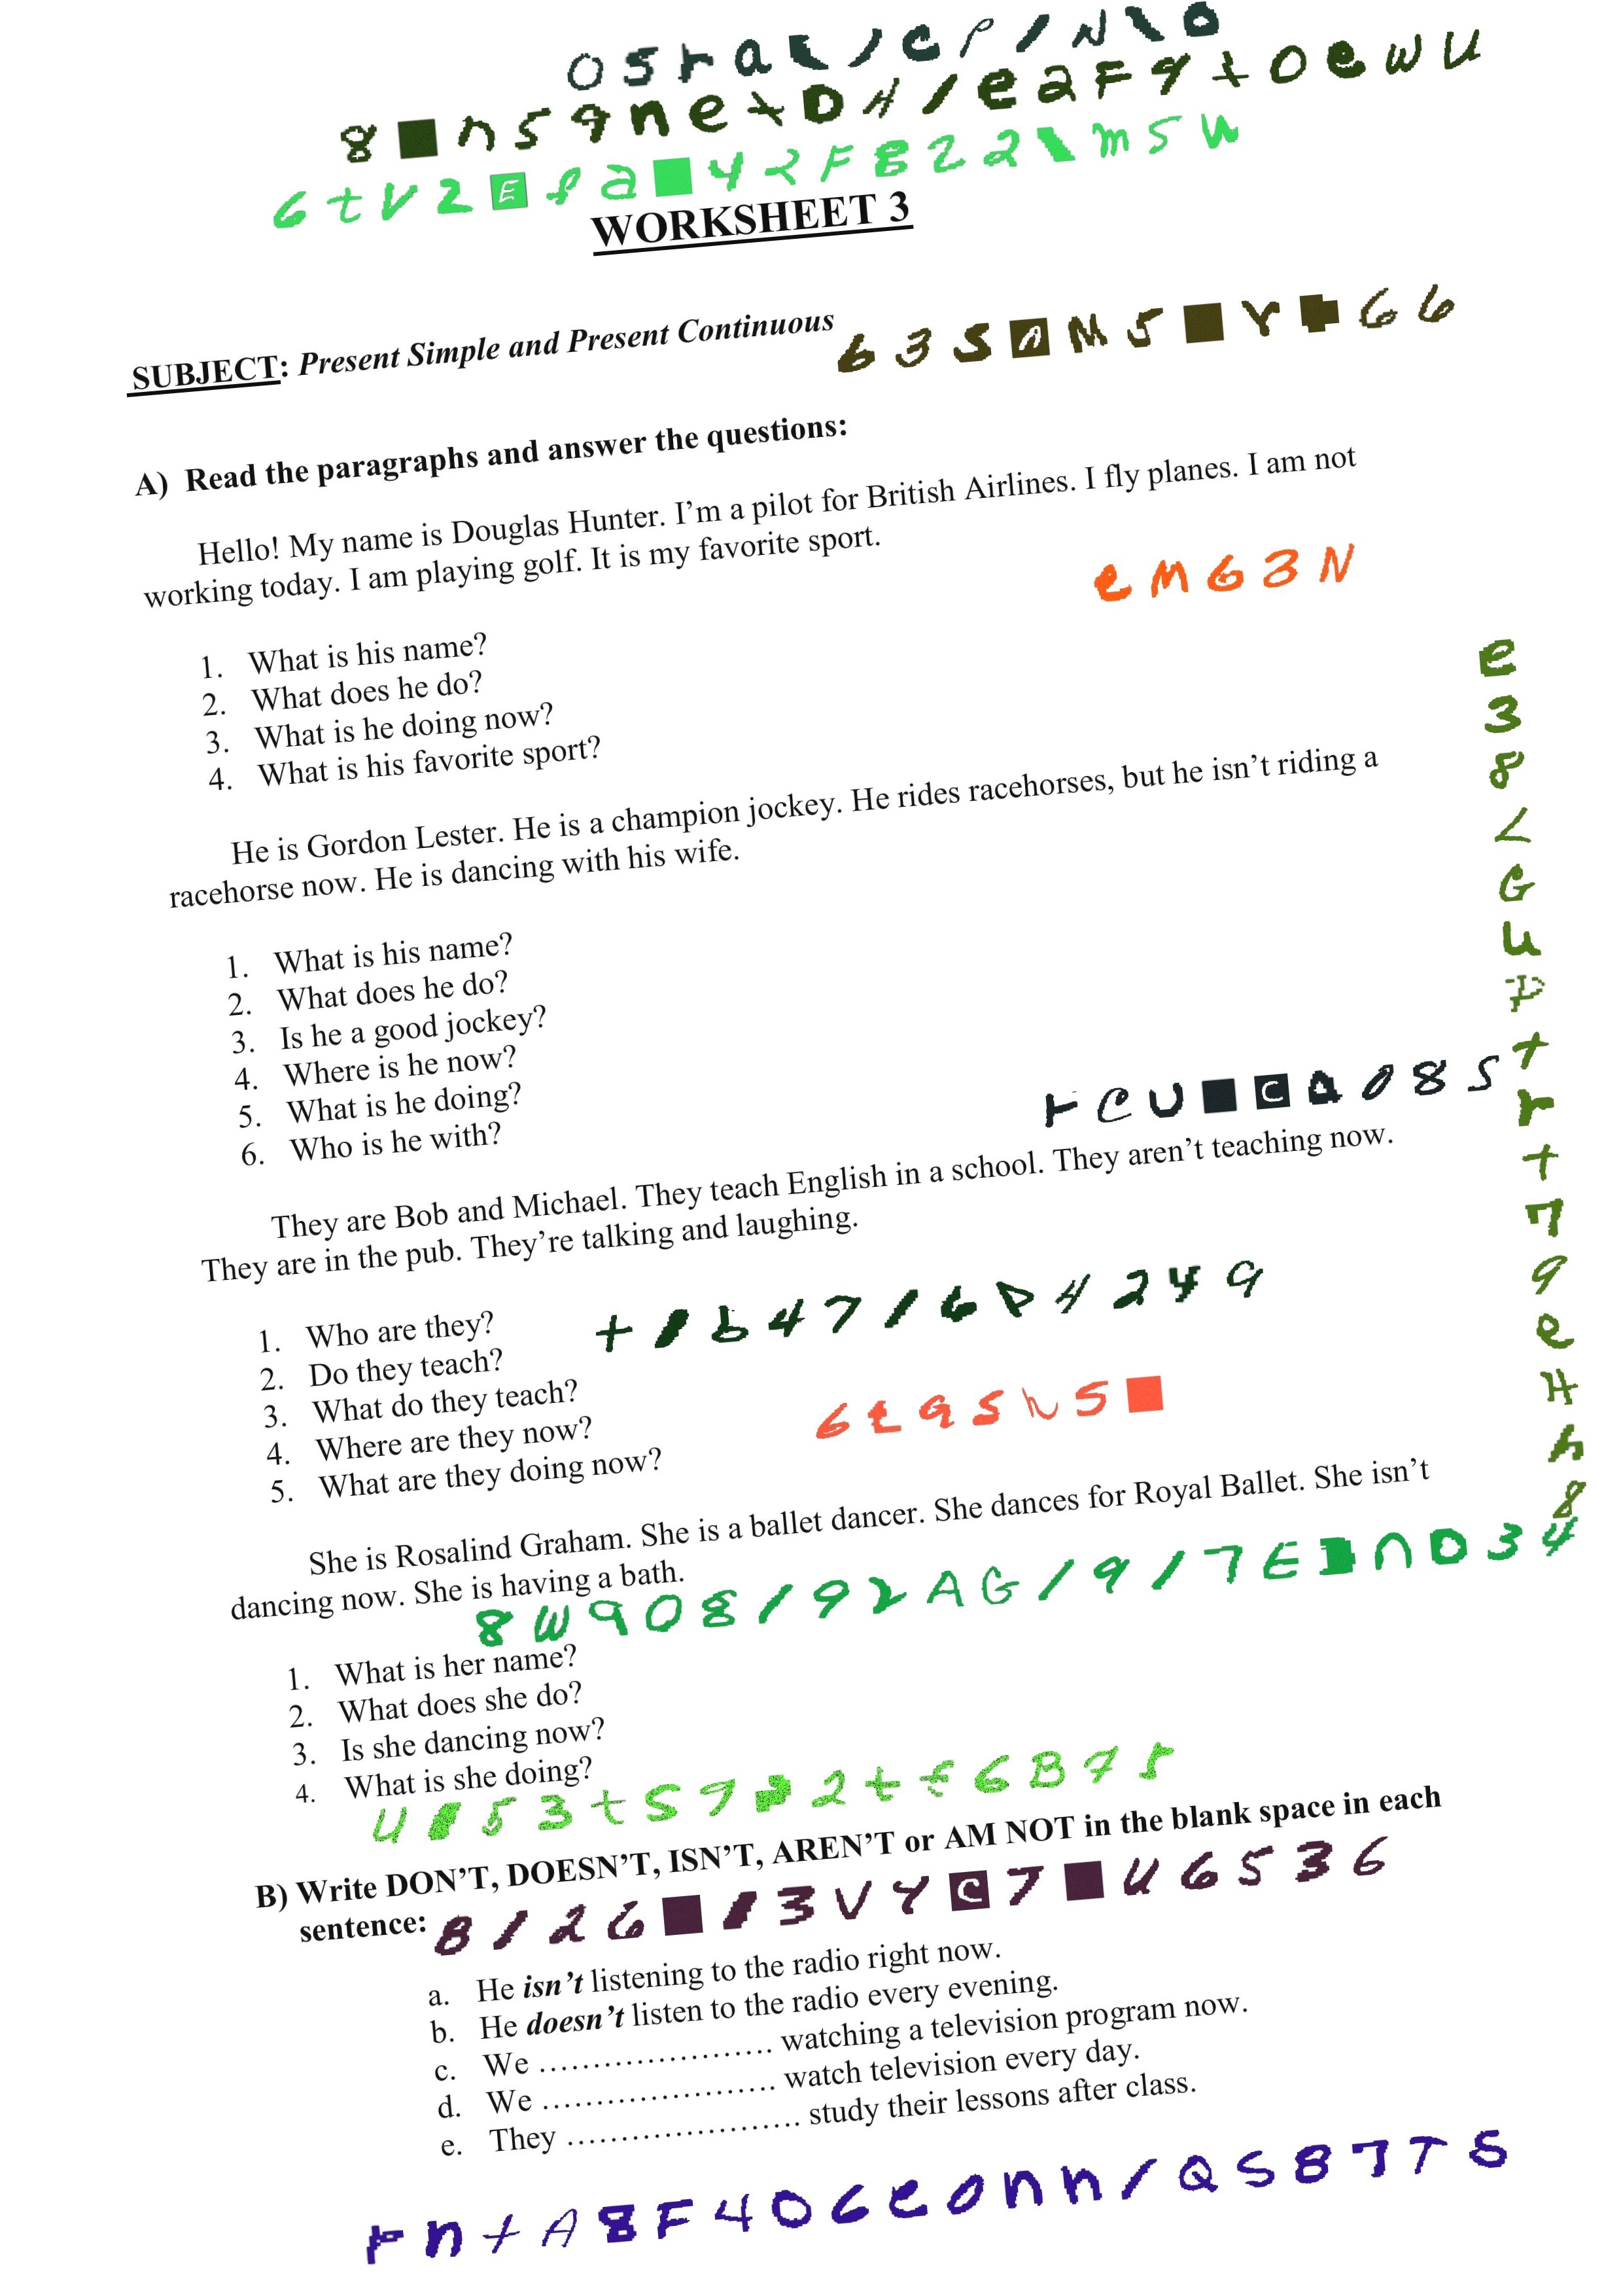 WORKSHEET 3
SUBJECT: Present Simple and Present Continuous
A) Read the paragraphs and answer the questions:
Hello! My name is Douglas Hunter. I'm a pilot for British Airlines. I fly planes. I am not
working today. I am playing golf. It is my favorite sport.
eM63N
1. What is his name?
2. What does he do?
3. What is he doing now?
4. What is his favorite sport?
He is Gordon Lester. He is a champion jockey. He rides racehorses, but he isn't riding a
racehorse now. He is dancing with his wife.
1. What is his name?
2. What does he do?
3. Is he a good jockey?
4. Where is he now?
5. What is he doing?
6. Who is he with?
They are Bob and Michael. They teach English in a school. They aren't teaching now.
They are in the pub. They're talking and laughing.
1. Who are they?
2. Do they teach?
3. What do they teach?
4. Where are they now?
5. What are they doing now?
She is Rosalind Graham. She is a ballet dancer. She dances for Royal Ballet. She isn't
dancing now. She is having a bath.
1. What is her name?
2. What does she do?
3. Is she dancing now?
4. What is she doing?
B) Write DON'T, DOESN'T, ISN'T, AREN'T or AM NOT in the blank space in each
sentence:
a. He isn't listening to the radio right now.
b. He doesn't listen to the radio every evening.
c. We ...................... watching a television program now.
d. We ...................... watch television every day.
e. They ...................... study their lessons after class.